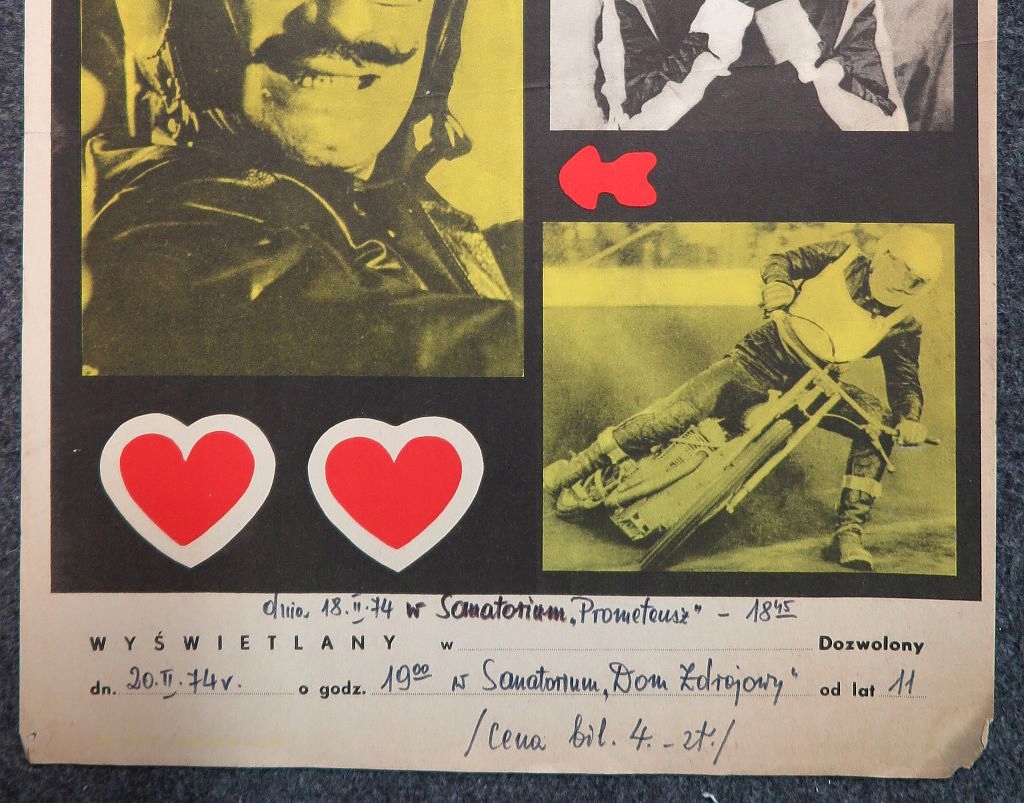 dnia 18.II.74 w Sanatorium „Prometeusz" – 18⁴⁵
WYŚWIETLANY w Dozwolony
dn. 20.II.74r. o godz. 19⁰⁰ w Sanatorium „Dom Zdrojowy" od lat 11
/Cena bil. 4.– zł./